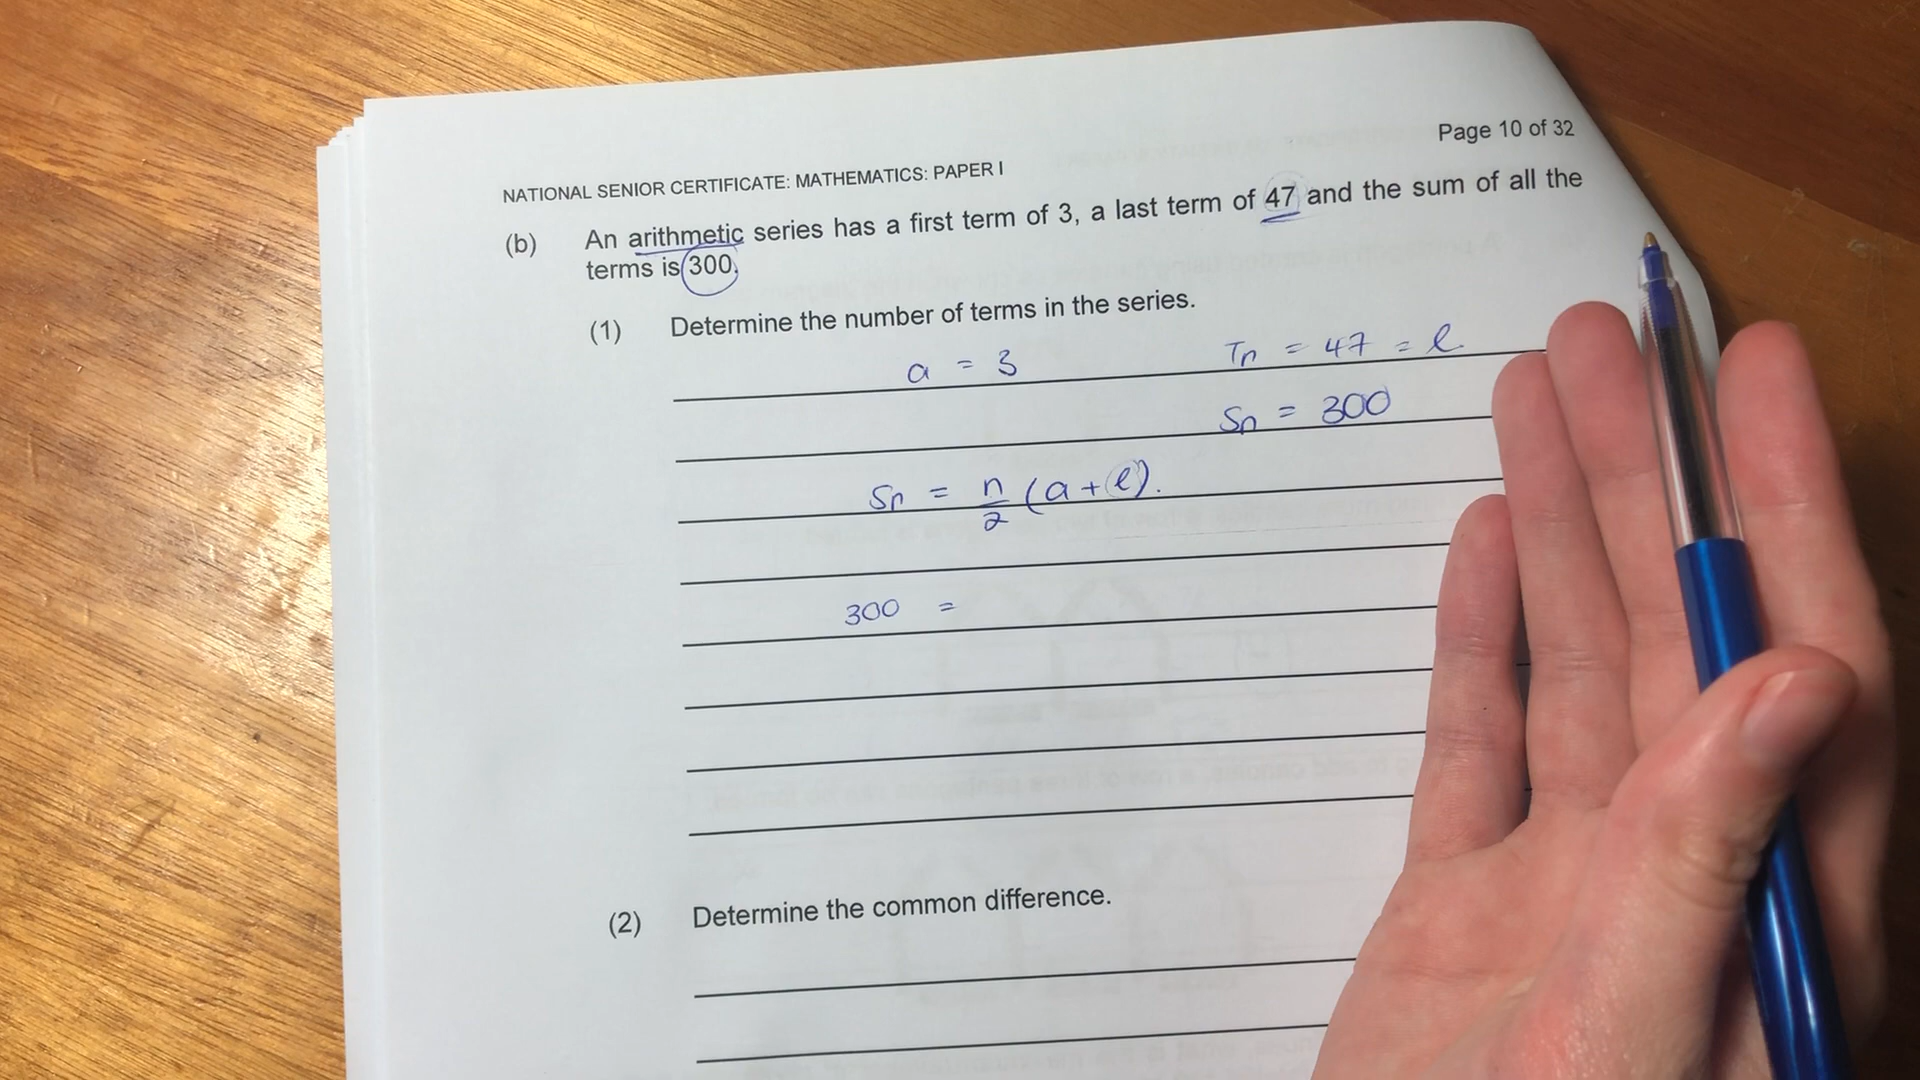 Page 10 of 32
NATIONAL SENIOR CERTIFICATE: MATHEMATICS: PAPER I
(b) An arithmetic series has a first term of 3, a last term of 47 and the sum of all the
terms is 300.
(1) Determine the number of terms in the series.
a = 3 Tn = 47 = l
Sn = 300
Sn = n/2 (a + l).
300 =
(2) Determine the common difference.